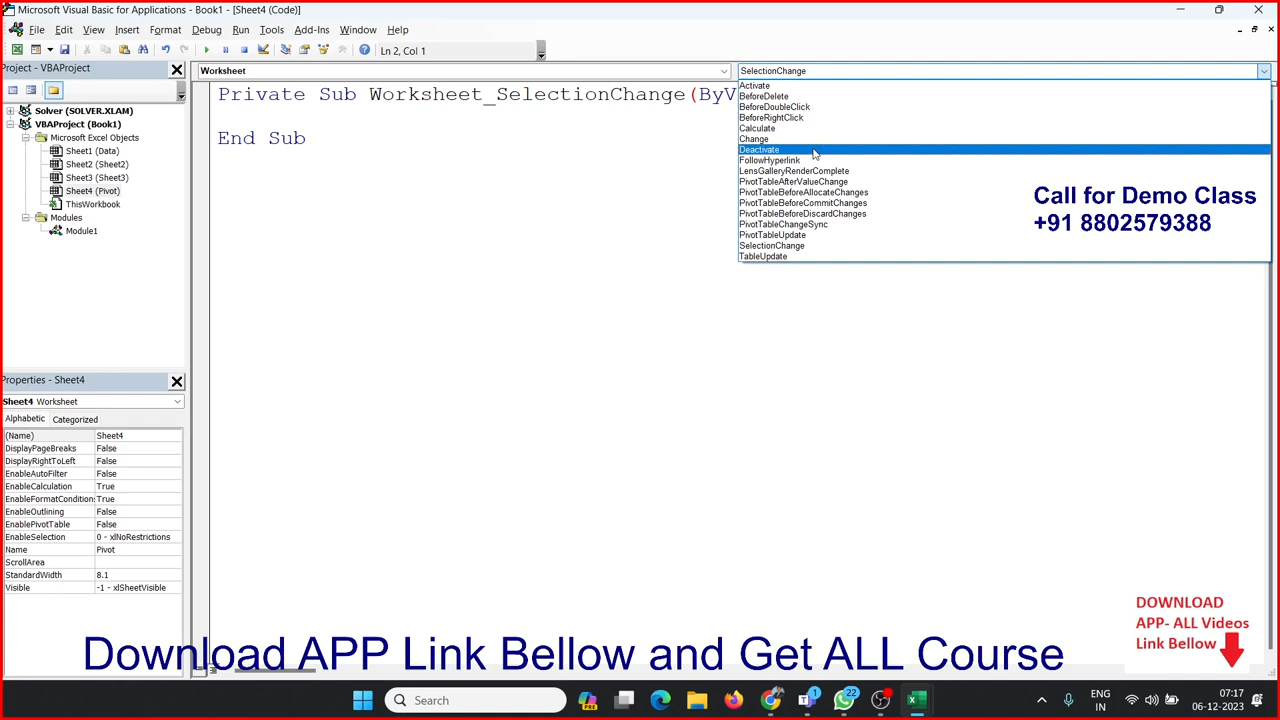 Microsoft Visual Basic for Applications - Book1 - [Sheet4 (Code)]
File Edit View Insert Format Debug Run Tools Add-Ins Window Help
Ln 2, Col 1
Project - VBAProject
Worksheet
SelectionChange
Private Sub Worksheet_SelectionChange(ByV
End Sub
Activate
BeforeDelete
BeforeDoubleClick
BeforeRightClick
Calculate
Change
Deactivate
FollowHyperlink
LensGalleryRenderComplete
PivotTableAfterValueChange
PivotTableBeforeAllocateChanges
PivotTableBeforeCommitChanges
PivotTableBeforeDiscardChanges
PivotTableChangeSync
PivotTableUpdate
SelectionChange
TableUpdate
Solver (SOLVER.XLAM)
VBAProject (Book1)
Microsoft Excel Objects
Sheet1 (Data)
Sheet2 (Sheet2)
Sheet3 (Sheet3)
Sheet4 (Pivot)
ThisWorkbook
Modules
Module1
Call for Demo Class
+91 8802579388
Properties - Sheet4
Sheet4 Worksheet
Alphabetic Categorized
(Name) Sheet4
DisplayPageBreaks False
DisplayRightToLeft False
EnableAutoFilter False
EnableCalculation True
EnableFormatCondition: True
EnableOutlining False
EnablePivotTable False
EnableSelection 0 - xlNoRestrictions
Name Pivot
ScrollArea
StandardWidth 8.1
Visible -1 - xlSheetVisible
DOWNLOAD
APP- ALL Videos
Link Bellow
Download APP Link Bellow and Get ALL Course
Search
PRE
1
22
ENG
IN
07:17
06-12-2023